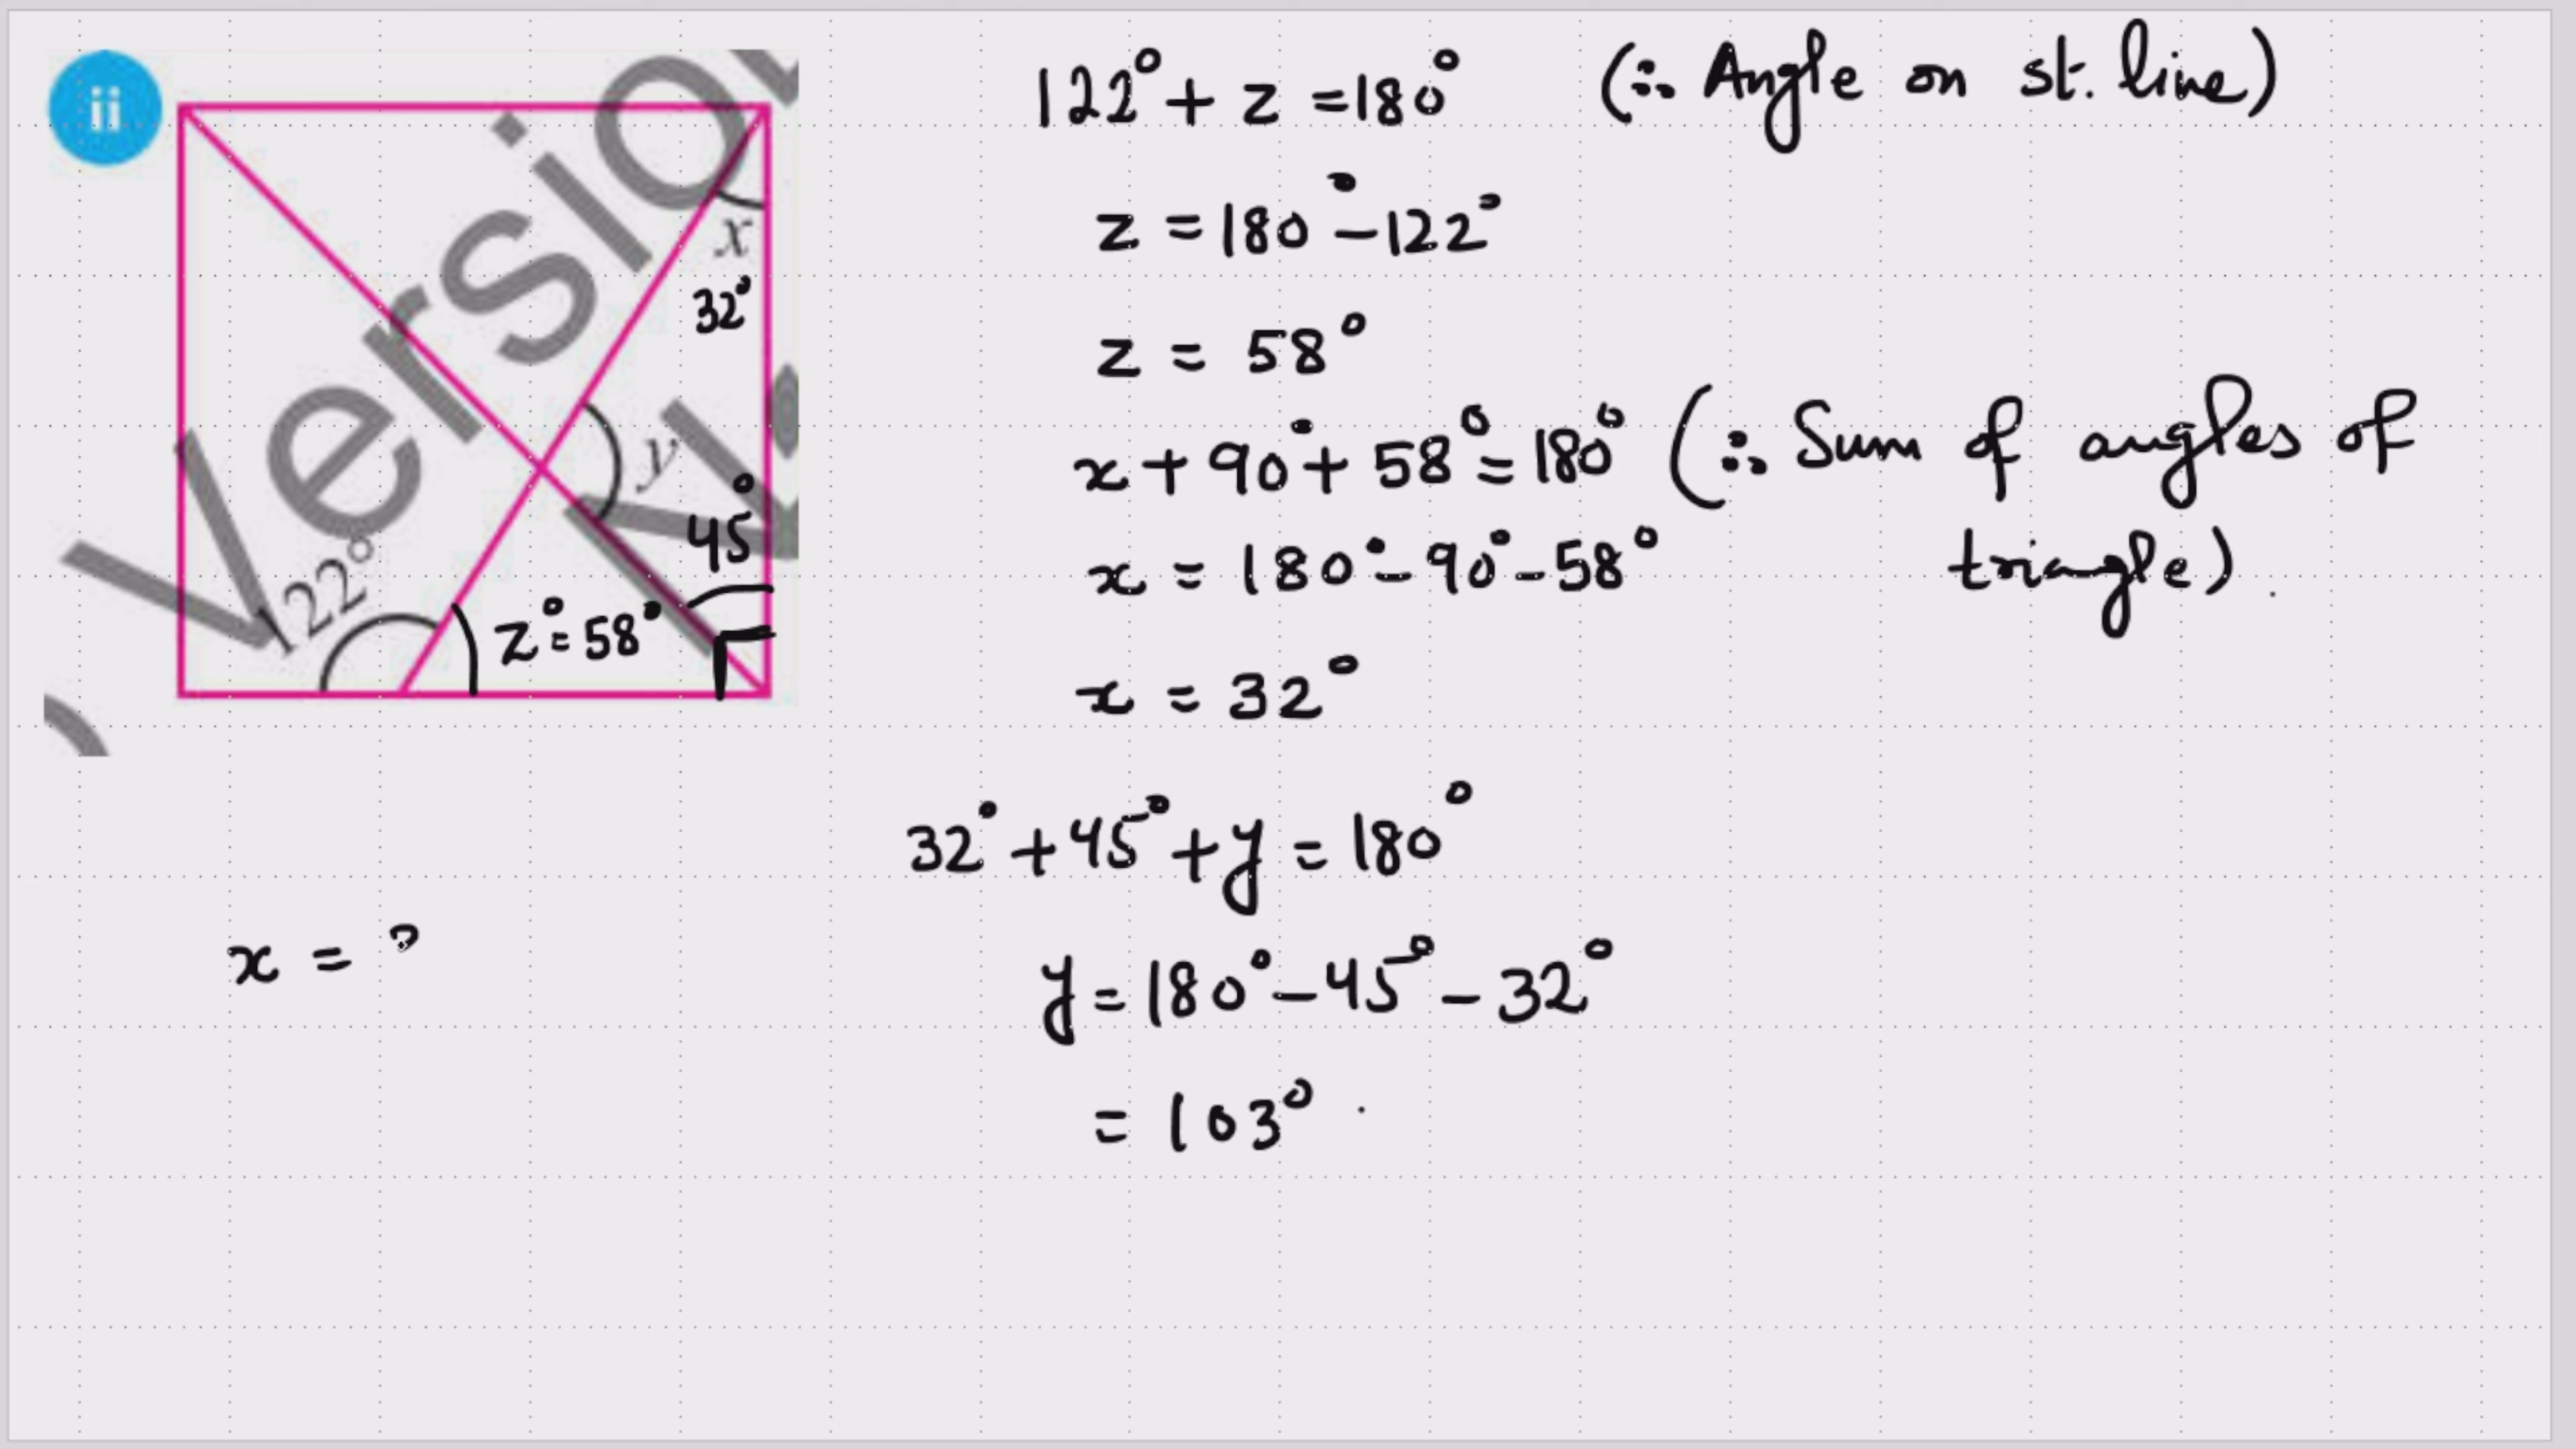 ii
Version
x
32°
y
45°
122°
z°=58°
x = ?
122° + z = 180° (∴ Angle on st. line)
z = 180° - 122°
z = 58°
x + 90° + 58° = 180° (∴ Sum of angles of
triangle).
x = 180° - 90° - 58°
x = 32°
32° + 45° + y = 180°
y = 180° - 45° - 32°
= 103°.